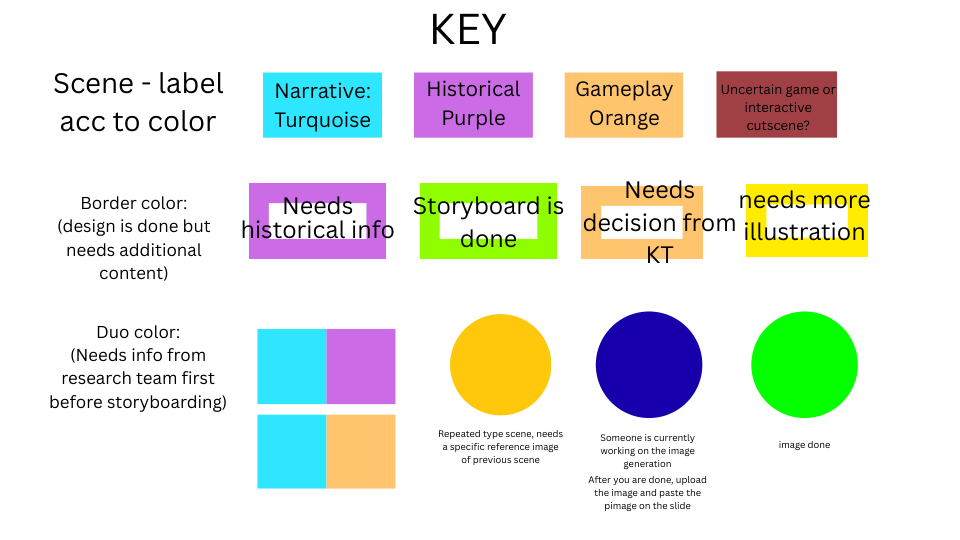 KEY
Scene - label
acc to color
Narrative:
Turquoise
Historical
Purple
Gameplay
Orange
Uncertain game or
interactive
cutscene?
Border color:
(design is done but
needs additional
content)
Needs
historical info
Storyboard is
done
Needs
decision from
KT
needs more
illustration
Duo color:
(Needs info from
research team first
before storyboarding)
Repeated type scene, needs
a specific reference image
of previous scene
Someone is currently
working on the image
generation
After you are done, upload
the image and paste the
pimage on the slide
image done